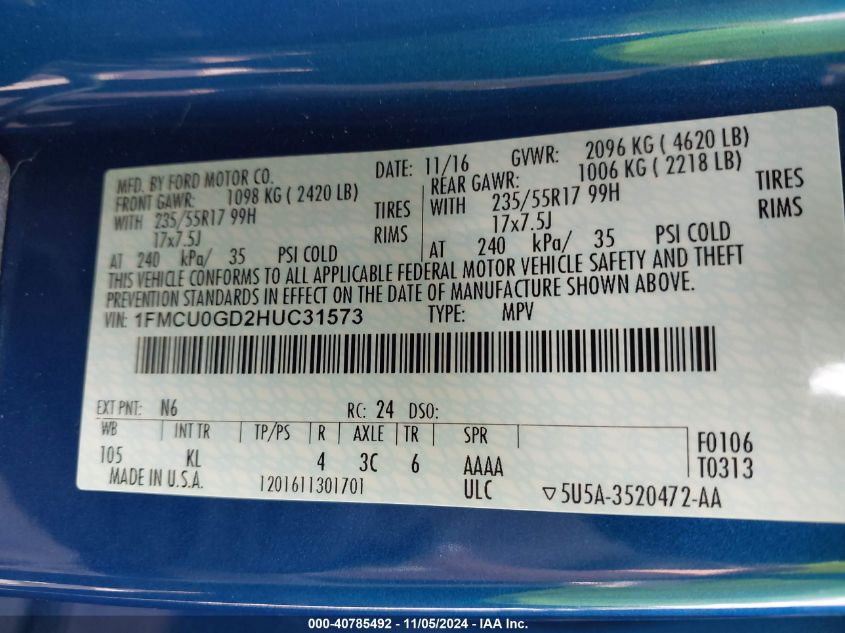 MFD. BY FORD MOTOR CO. DATE: 11/16 GVWR: 2096 KG ( 4620 LB)
FRONT GAWR: 1098 KG ( 2420 LB) REAR GAWR: 1006 KG ( 2218 LB)
WITH 235/55R17 99H TIRES WITH 235/55R17 99H TIRES
17x7.5J RIMS 17x7.5J RIMS
AT 240 kPa/ 35 PSI COLD AT 240 kPa/ 35 PSI COLD
THIS VEHICLE CONFORMS TO ALL APPLICABLE FEDERAL MOTOR VEHICLE SAFETY AND THEFT
PREVENTION STANDARDS IN EFFECT ON THE DATE OF MANUFACTURE SHOWN ABOVE.
VIN: 1FMCU0GD2HUC31573 TYPE: MPV
EXT PNT: N6 RC: 24 DSO:
WB INT TR TP/PS R AXLE TR SPR
105 KL 4 3C 6 AAAA F0106
T0313
MADE IN U.S.A. 1201611301701 ULC ▽5U5A-3520472-AA
000-40785492 - 11/05/2024 - IAA Inc.